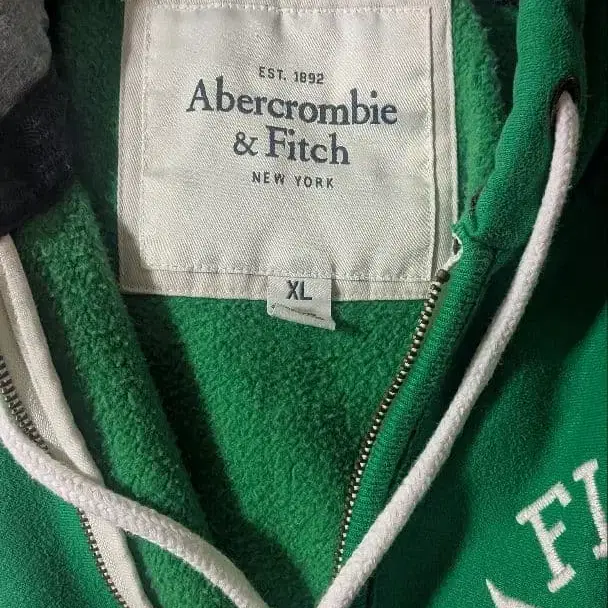 EST. 1892
Abercrombie
& Fitch
NEW YORK
XL